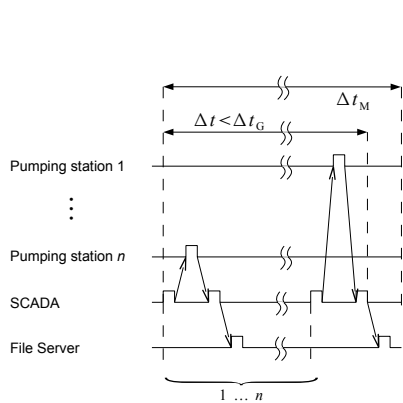 Δt_M
Δt < Δt_G
Pumping station 1
⋮
Pumping station n
SCADA
File Server
1 ... n